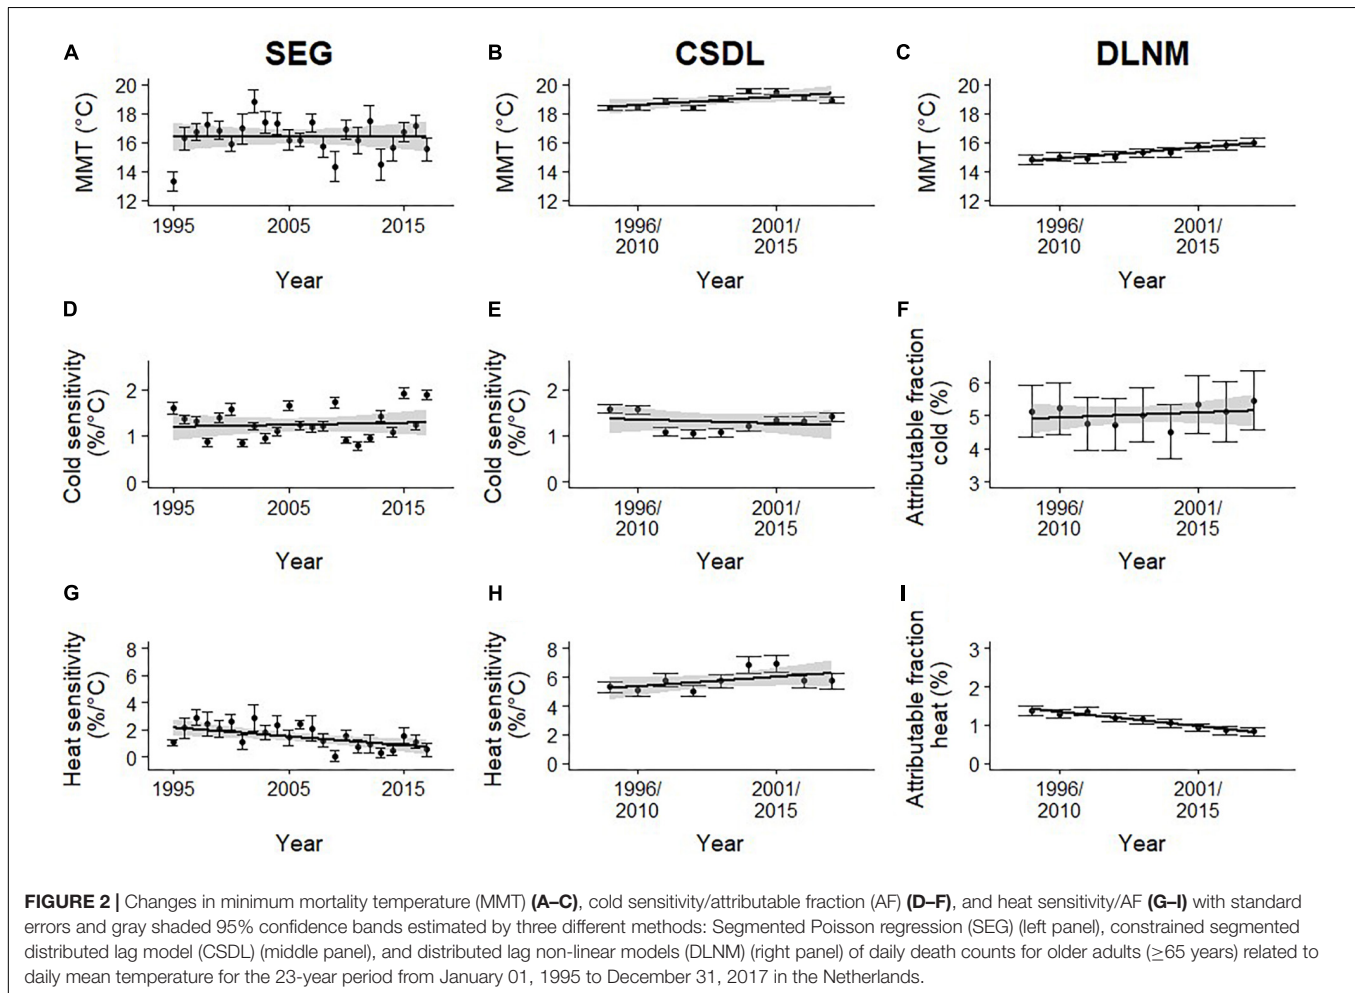 A SEG
MMT (°C)
20
18
16
14
12
1995 2005 2015
Year
B CSDL
MMT (°C)
20
18
16
14
12
1996/ 2001/
2010 2015
Year
C DLNM
MMT (°C)
20
18
16
14
12
1996/ 2001/
2010 2015
Year
D
Cold sensitivity
(%/°C)
2
1
0
1995 2005 2015
Year
E
Cold sensitivity
(%/°C)
2
1
0
1996/ 2001/
2010 2015
Year
F
Attributable fraction
cold (%)
6
5
4
3
1996/ 2001/
2010 2015
Year
G
Heat sensitivity
(%/°C)
8
6
4
2
0
1995 2005 2015
Year
H
Heat sensitivity
(%/°C)
8
6
4
2
0
1996/ 2001/
2010 2015
Year
I
Attributable fraction
heat (%)
3
2
1
0
1996/ 2001/
2010 2015
Year
FIGURE 2 | Changes in minimum mortality temperature (MMT) (A–C), cold sensitivity/attributable fraction (AF) (D–F), and heat sensitivity/AF (G–I) with standard
errors and gray shaded 95% confidence bands estimated by three different methods: Segmented Poisson regression (SEG) (left panel), constrained segmented
distributed lag model (CSDL) (middle panel), and distributed lag non-linear models (DLNM) (right panel) of daily death counts for older adults (≥65 years) related to
daily mean temperature for the 23-year period from January 01, 1995 to December 31, 2017 in the Netherlands.